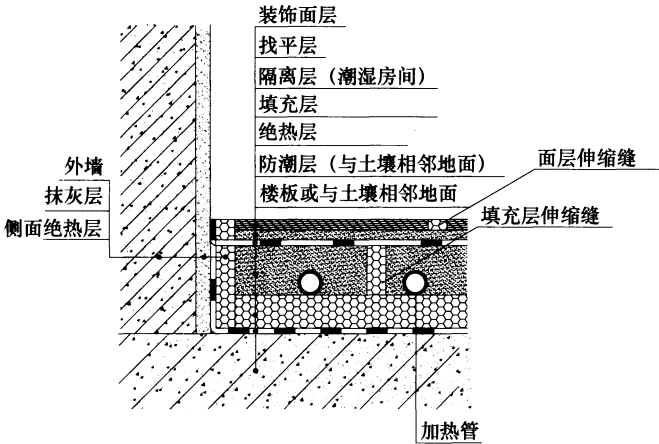 装饰面层
找平层
隔离层（潮湿房间）
填充层
绝热层
防潮层（与土壤相邻地面）
楼板或与土壤相邻地面
外墙
抹灰层
侧面绝热层
面层伸缩缝
填充层伸缩缝
加热管